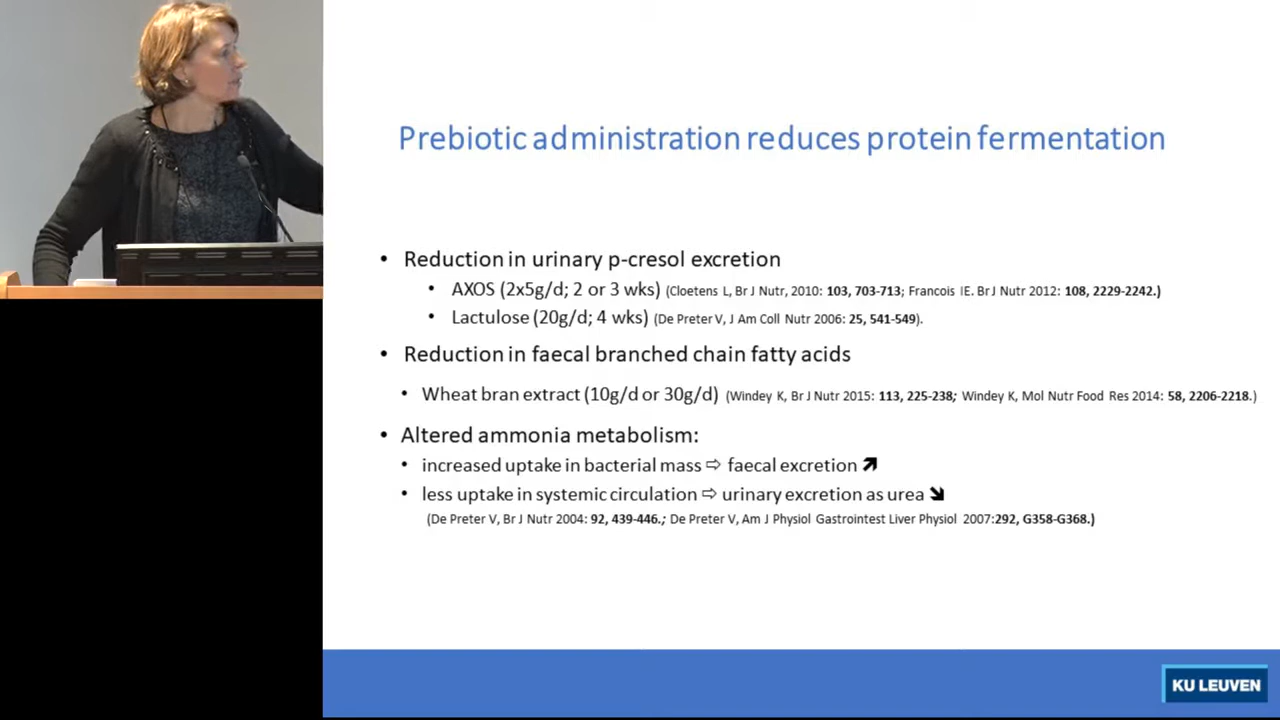 Prebiotic administration reduces protein fermentation
• Reduction in urinary p-cresol excretion
• AXOS (2x5g/d; 2 or 3 wks) (Cloetens L, Br J Nutr, 2010: 103, 703-713; Francois IE. Br J Nutr 2012: 108, 2229-2242.)
• Lactulose (20g/d; 4 wks) (De Preter V, J Am Coll Nutr 2006: 25, 541-549).
• Reduction in faecal branched chain fatty acids
• Wheat bran extract (10g/d or 30g/d) (Windey K, Br J Nutr 2015: 113, 225-238; Windey K, Mol Nutr Food Res 2014: 58, 2206-2218.)
• Altered ammonia metabolism:
• increased uptake in bacterial mass ⇨ faecal excretion 🡽
• less uptake in systemic circulation ⇨ urinary excretion as urea 🡾
(De Preter V, Br J Nutr 2004: 92, 439-446.; De Preter V, Am J Physiol Gastrointest Liver Physiol 2007:292, G358-G368.)
KU LEUVEN